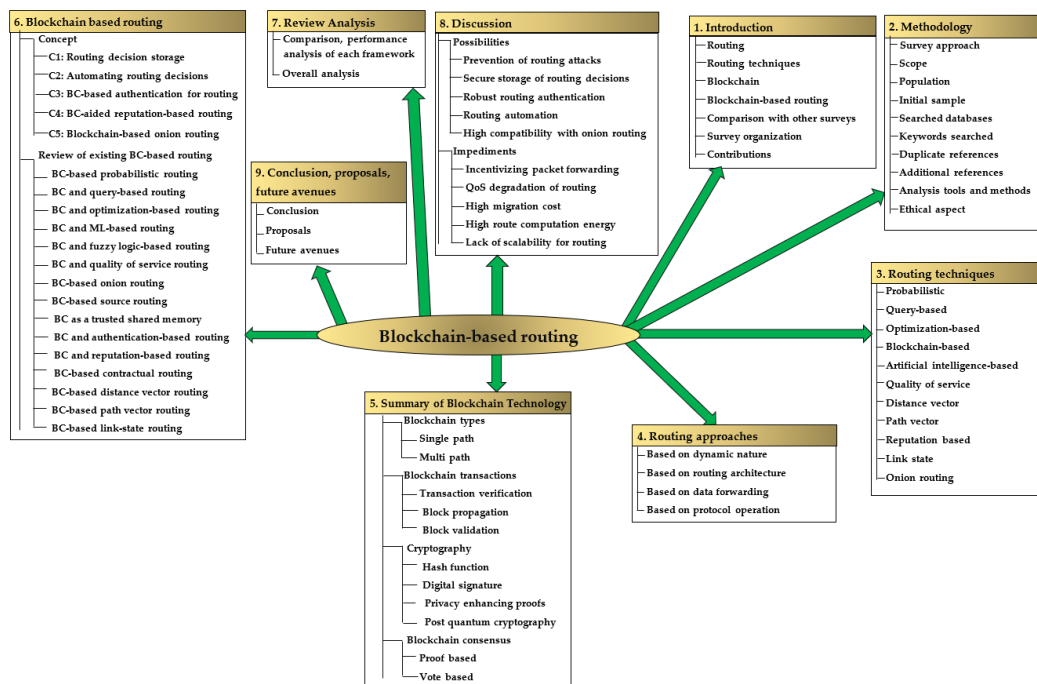 6. Blockchain based routing
Concept
C1: Routing decision storage
C2: Automating routing decisions
C3: BC-based authentication for routing
C4: BC-aided reputation-based routing
C5: Blockchain-based onion routing
Review of existing BC-based routing
BC-based probabilistic routing
BC and query-based routing
BC and optimization-based routing
BC and ML-based routing
BC and fuzzy logic-based routing
BC and quality of service routing
BC-based onion routing
BC-based source routing
BC as a trusted shared memory
BC and authentication-based routing
BC and reputation-based routing
BC-based contractual routing
BC-based distance vector routing
BC-based path vector routing
BC-based link-state routing
7. Review Analysis
Comparison, performance
analysis of each framework
Overall analysis
8. Discussion
Possibilities
Prevention of routing attacks
Secure storage of routing decisions
Robust routing authentication
Routing automation
High compatibility with onion routing
Impediments
Incentivizing packet forwarding
QoS degradation of routing
High migration cost
High route computation energy
Lack of scalability for routing
1. Introduction
Routing
Routing techniques
Blockchain
Blockchain-based routing
Comparison with other surveys
Survey organization
Contributions
2. Methodology
Survey approach
Scope
Population
Initial sample
Searched databases
Keywords searched
Duplicate references
Additional references
Analysis tools and methods
Ethical aspect
9. Conclusion, proposals,
future avenues
Conclusion
Proposals
Future avenues
Blockchain-based routing
3. Routing techniques
Probabilistic
Query-based
Optimization-based
Blockchain-based
Artificial intelligence-based
Quality of service
Distance vector
Path vector
Reputation based
Link state
Onion routing
5. Summary of Blockchain Technology
Blockchain types
Single path
Multi path
Blockchain transactions
Transaction verification
Block propagation
Block validation
Cryptography
Hash function
Digital signature
Privacy enhancing proofs
Post quantum cryptography
Blockchain consensus
Proof based
Vote based
4. Routing approaches
Based on dynamic nature
Based on routing architecture
Based on data forwarding
Based on protocol operation